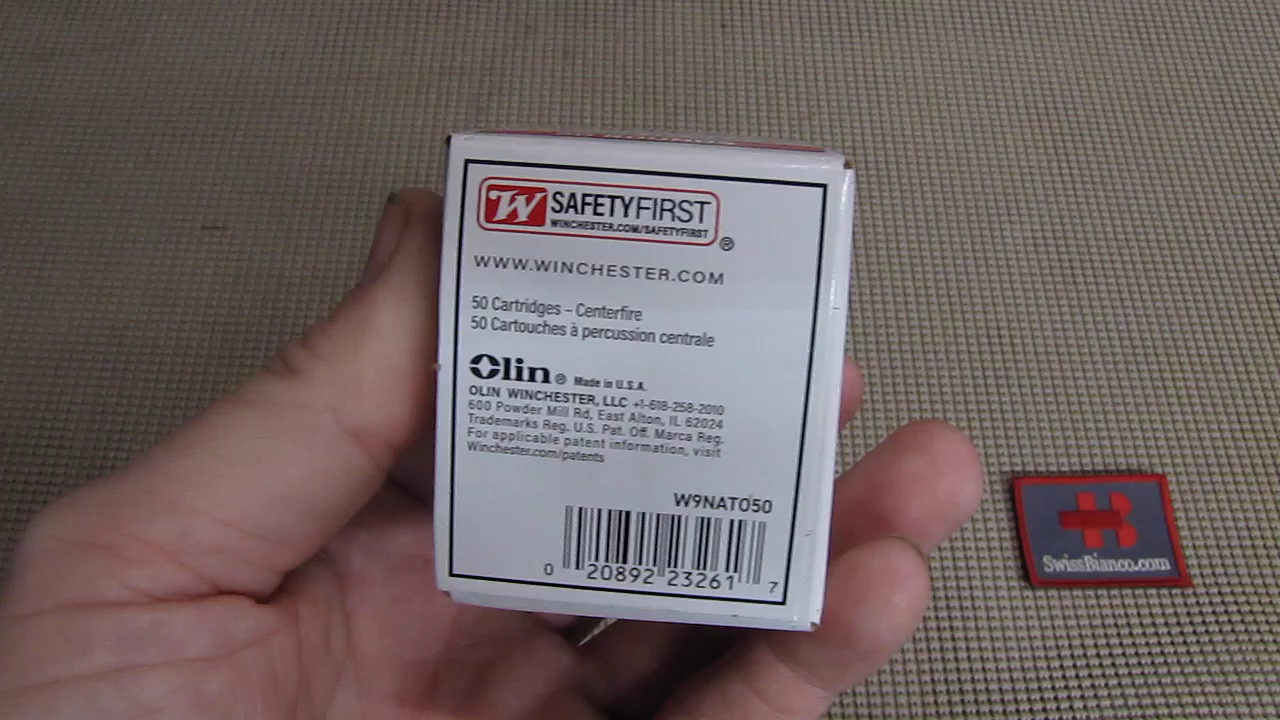 W SAFETYFIRST
WINCHESTER.COM/SAFETYFIRST ®
WWW.WINCHESTER.COM
50 Cartridges – Centerfire
50 Cartouches à percussion centrale
Olin ® Made in U.S.A.
OLIN WINCHESTER, LLC +1-618-258-2010
600 Powder Mill Rd, East Alton, IL 62024
Trademarks Reg. U.S. Pat. Off. Marca Reg.
For applicable patent information, visit
Winchester.com/patents
W9NATO50
0 20892 23261 7
SwissBianco.com